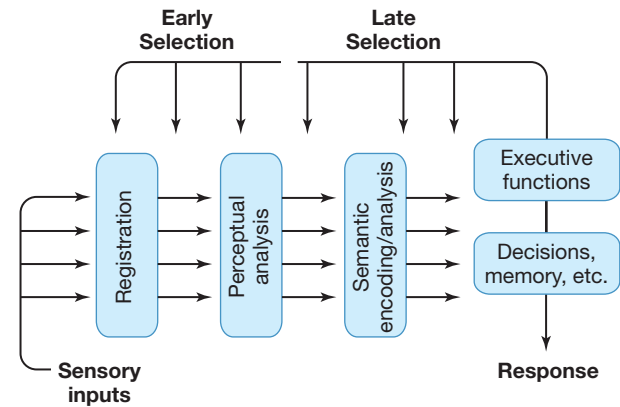 Early
Selection
Late
Selection
Registration
Perceptual
analysis
Semantic
encoding/analysis
Executive
functions
Decisions,
memory, etc.
Sensory
inputs
Response